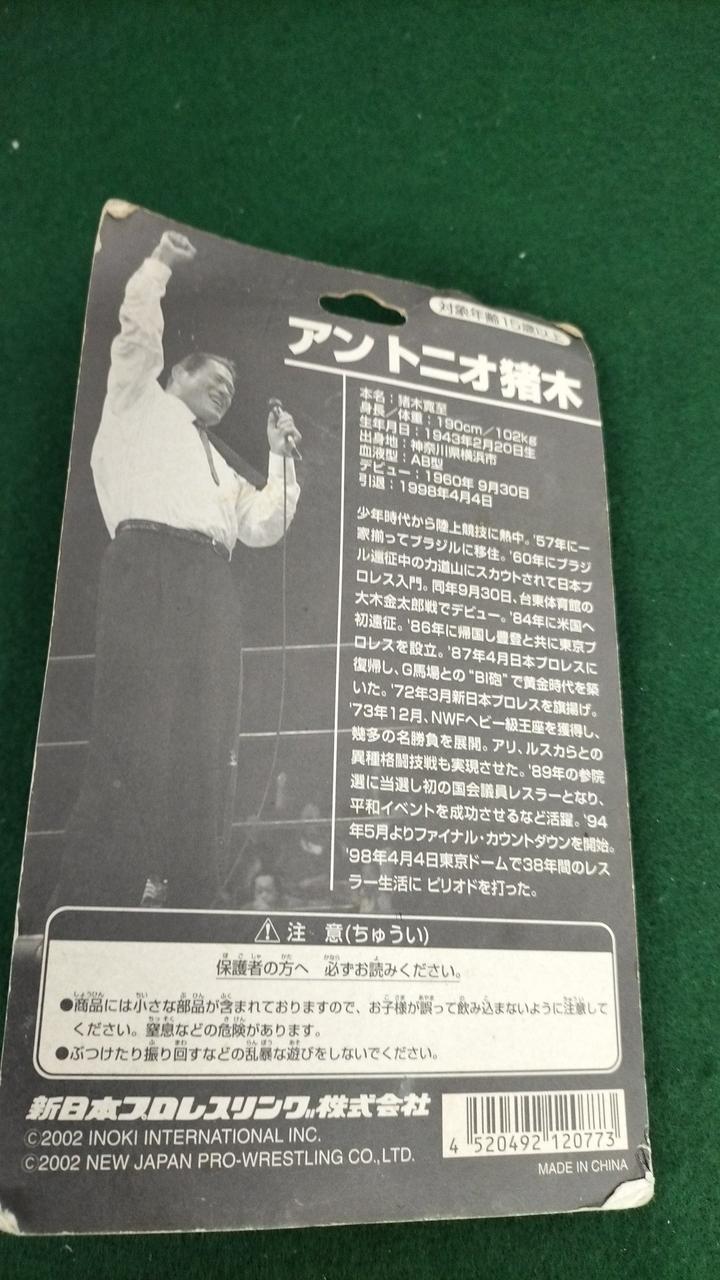 対象年齢15歳以上
アントニオ猪木
本名：猪木寛至
身長／体重：190cm／102kg
生年月日：1943年2月20日生
出身地：神奈川県横浜市
血液型：AB型
デビュー：1960年 9月30日
引退：1998年4月4日
少年時代から陸上競技に熱中。'57年に一
家揃ってブラジルに移住。'60年にブラジ
ル遠征中の力道山にスカウトされて日本プ
ロレス入門。同年9月30日、台東体育館の
大木金太郎戦でデビュー。'84年に米国へ
初遠征。'86年に帰国し豊登と共に東京プ
ロレスを設立。'87年4月日本プロレスに
復帰し、G馬場との“BI砲”で黄金時代を築
いた。'72年3月新日本プロレスを旗揚げ。
'73年12月、NWFヘビー級王座を獲得し、
幾多の名勝負を展開。アリ、ルスカらとの
異種格闘技戦も実現させた。'89年の参院
選に当選し初の国会議員レスラーとなり、
平和イベントを成功させるなど活躍。'94
年5月よりファイナル・カウントダウンを開始。
'98年4月4日東京ドームで38年間のレス
ラー生活に ピリオドを打った。
⚠注 意(ちゅうい)
保護者の方へ 必ずお読みください。
●商品には小さな部品が含まれておりますので、お子様が誤って飲み込まないように注意して
ください。窒息などの危険があります。
●ぶつけたり振り回すなどの乱暴な遊びをしないでください。
新日本プロレスリング株式会社
©2002 INOKI INTERNATIONAL INC.
©2002 NEW JAPAN PRO-WRESTLING CO.,LTD.
4 520492 120773
MADE IN CHINA